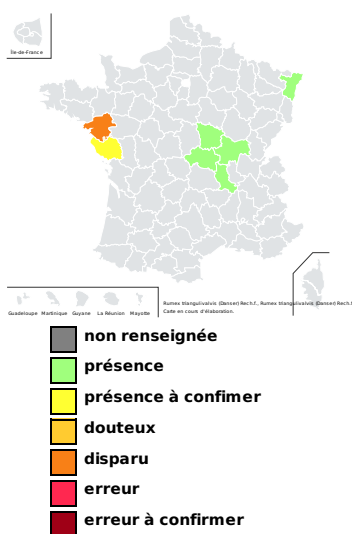 Île-de-France
Guadeloupe Martinique Guyane La Réunion Mayotte
Rumex triangulivalvis (Danser) Rech.f., Rumex triangulivalvis (Danser) Rech.f.
Carte en cours d'élaboration.
non renseignée
présence
présence à confimer
douteux
disparu
erreur
erreur à confirmer